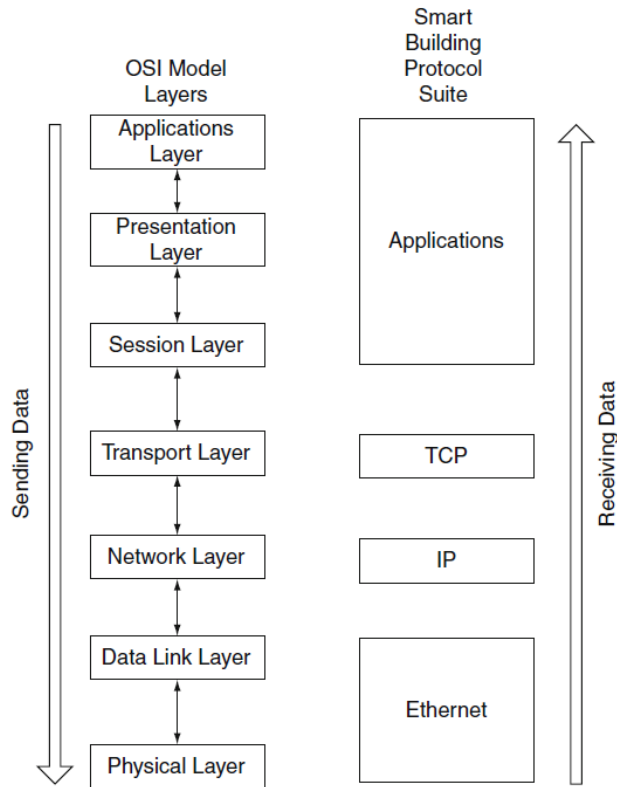 OSI Model
Layers
Smart
Building
Protocol
Suite
Applications
Layer
Presentation
Layer
Session Layer
Transport Layer
Network Layer
Data Link Layer
Physical Layer
Applications
TCP
IP
Ethernet
Sending Data
Receiving Data